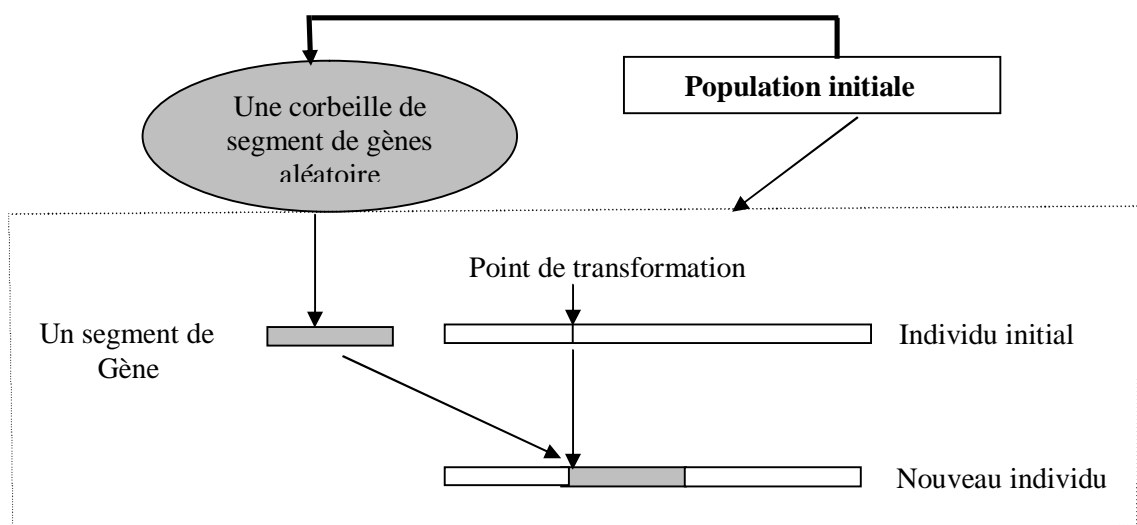 Une corbeille de
segment de gènes
aléatoire
Population initiale
Point de transformation
Un segment de
Gène
Individu initial
Nouveau individu